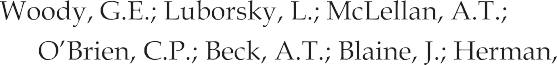 Woody, G.E.; Luborsky, L.; McLellan, A.T.;
O’Brien, C.P.; Beck, A.T.; Blaine, J.; Herman,